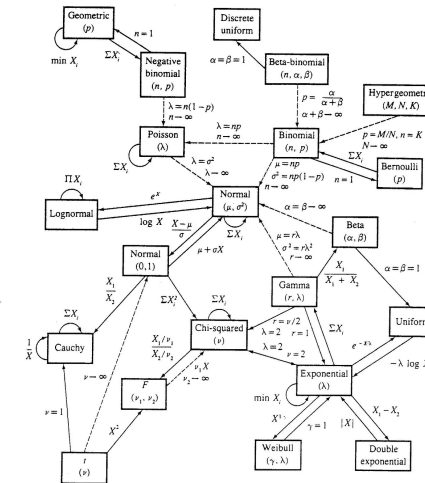 Geometric
(p)
n = 1
min X_i
ΣX_i
Negative
binomial
(n, p)
Discrete
uniform
α = β = 1
Beta-binomial
(n, α, β)
p = α / (α + β)
α + β → ∞
Hypergeomet
(M, N, K)
λ = n(1 − p)
n → ∞
Poisson
(λ)
λ = np
n → ∞
Binomial
(n, p)
p = M/N, n = K
N → ∞
ΣX_i
ΣX_i
Bernoulli
(p)
n = 1
λ = σ²
λ → ∞
μ = np
σ² = np(1 − p)
n → ∞
ΠX_i
e^X
Normal
(μ, σ²)
Lognormal
log X
α = β → ∞
Beta
(α, β)
(X − μ) / σ
μ + σX
ΣX_i
Normal
(0,1)
μ = rλ
σ² = rλ²
r → ∞
X_1 / (X_1 + X_2)
α = β = 1
X_1 / X_2
ΣX_i²
ΣX_i
Gamma
(r, λ)
ΣX_i
1/X
Cauchy
Chi-squared
(ν)
r = ν/2
λ = 2
r = 1
ΣX_i
Uniform
λ = 2
ν = 2
(X_1/ν_1) / (X_2/ν_2)
ν → ∞
ν_1 X
ν_2 → ∞
−λ log X
F
(ν_1, ν_2)
Exponential
(λ)
min X_i
ν = 1
X²
γ = 1
|X|
X_1 − X_2
t
(ν)
Weibull
(γ, λ)
Double
exponential